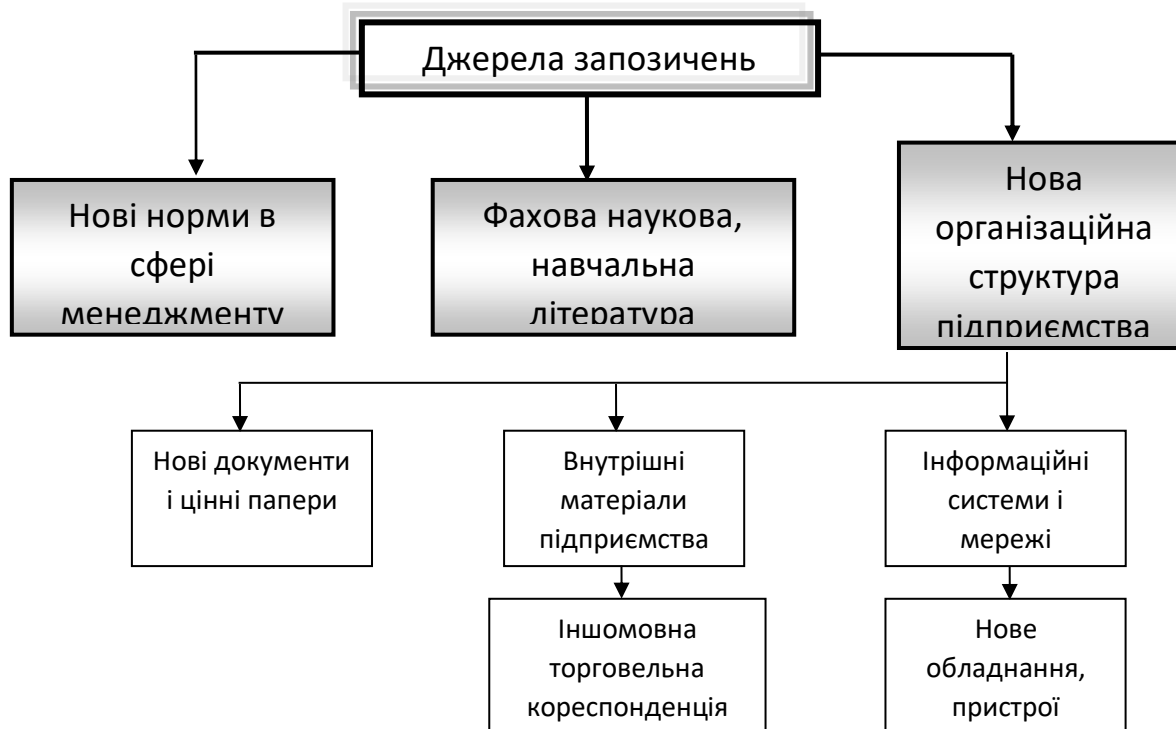 Джерела запозичень
Нові норми в
сфері
менеджменту
Фахова наукова,
навчальна
література
Нова
організаційна
структура
підприємства
Нові документи
і цінні папери
Внутрішні
матеріали
підприємства
Інформаційні
системи і
мережі
Іншомовна
торговельна
кореспонденція
Нове
обладнання,
пристрої